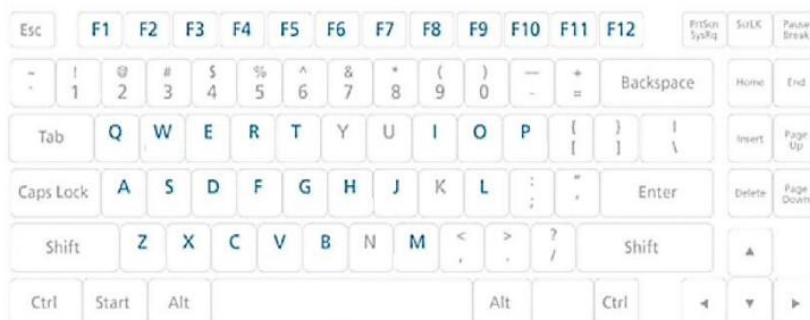 Esc F1 F2 F3 F4 F5 F6 F7 F8 F9 F10 F11 F12 PrtScn SysRq ScrLK Pause Break
~ ` ! 1 @ 2 # 3 $ 4 % 5 ^ 6 & 7 * 8 ( 9 ) 0 — - + = Backspace Home End
Tab Q W E R T Y U I O P { [ } ] | \ Insert Page Up
Caps Lock A S D F G H J K L : ; " ' Enter Delete Page Down
Shift Z X C V B N M < , > . ? / Shift ▲
Ctrl Start Alt Alt Ctrl ◄ ▼ ►